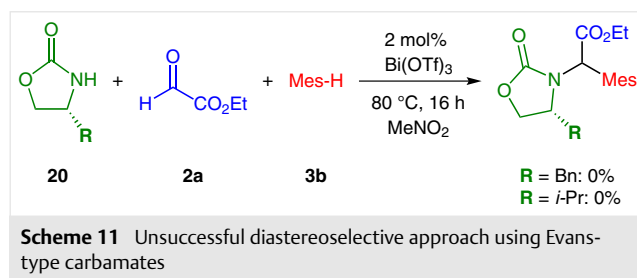 O
O
NH
R
20
+
O
H
CO₂Et
2a
+
Mes-H
3b
2 mol%
Bi(OTf)₃
80 °C, 16 h
MeNO₂
O
O
N
CO₂Et
Mes
R
R = Bn: 0%
R = i-Pr: 0%
Scheme 11 Unsuccessful diastereoselective approach using Evans-
type carbamates